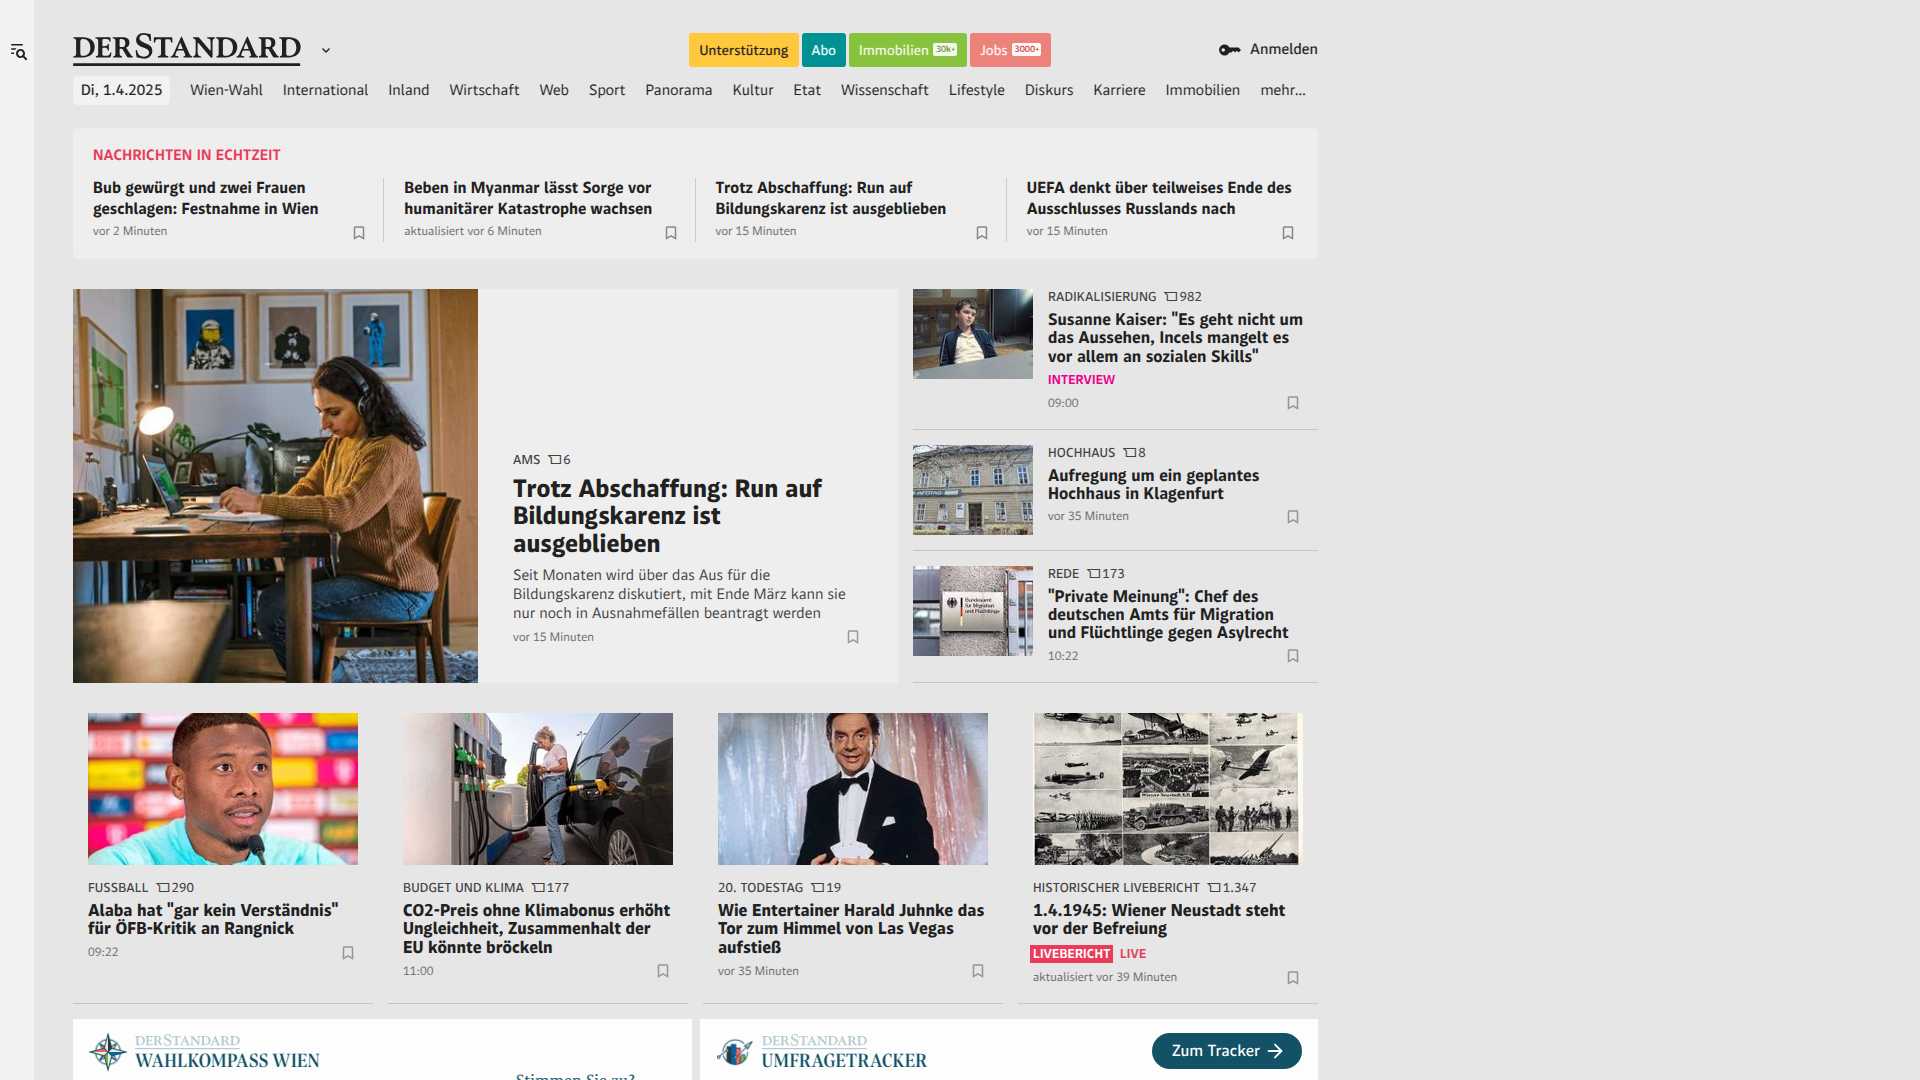 DERSTANDARD
Unterstützung
Abo
Immobilien 30k+
Jobs 3000+
Anmelden
Di, 1.4.2025
Wien-Wahl
International
Inland
Wirtschaft
Web
Sport
Panorama
Kultur
Etat
Wissenschaft
Lifestyle
Diskurs
Karriere
Immobilien
mehr...
NACHRICHTEN IN ECHTZEIT
Bub gewürgt und zwei Frauen
geschlagen: Festnahme in Wien
vor 2 Minuten
Beben in Myanmar lässt Sorge vor
humanitärer Katastrophe wachsen
aktualisiert vor 6 Minuten
Trotz Abschaffung: Run auf
Bildungskarenz ist ausgeblieben
vor 15 Minuten
UEFA denkt über teilweises Ende des
Ausschlusses Russlands nach
vor 15 Minuten
AMS 6
Trotz Abschaffung: Run auf
Bildungskarenz ist
ausgeblieben
Seit Monaten wird über das Aus für die
Bildungskarenz diskutiert, mit Ende März kann sie
nur noch in Ausnahmefällen beantragt werden
vor 15 Minuten
RADIKALISIERUNG 982
Susanne Kaiser: "Es geht nicht um
das Aussehen, Incels mangelt es
vor allem an sozialen Skills"
INTERVIEW
09:00
HOCHHAUS 8
Aufregung um ein geplantes
Hochhaus in Klagenfurt
vor 35 Minuten
Bundesamt
für Migration
und Flüchtlinge
REDE 173
"Private Meinung": Chef des
deutschen Amts für Migration
und Flüchtlinge gegen Asylrecht
10:22
FUSSBALL 290
Alaba hat "gar kein Verständnis"
für ÖFB-Kritik an Rangnick
09:22
BUDGET UND KLIMA 177
CO2-Preis ohne Klimabonus erhöht
Ungleichheit, Zusammenhalt der
EU könnte bröckeln
11:00
20. TODESTAG 19
Wie Entertainer Harald Juhnke das
Tor zum Himmel von Las Vegas
aufstieß
vor 35 Minuten
HISTORISCHER LIVEBERICHT 1.347
1.4.1945: Wiener Neustadt steht
vor der Befreiung
LIVEBERICHT LIVE
aktualisiert vor 39 Minuten
DERSTANDARD
WAHLKOMPASS WIEN
Stimmen Sie zu?
DERSTANDARD
UMFRAGETRACKER
Zum Tracker